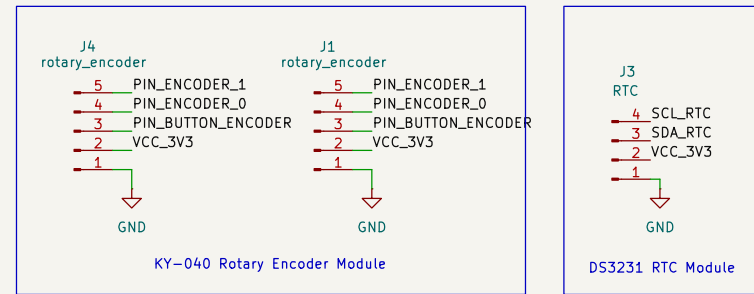 J4
rotary_encoder
5 PIN_ENCODER_1
4 PIN_ENCODER_0
3 PIN_BUTTON_ENCODER
2 VCC_3V3
1
GND
J1
rotary_encoder
5 PIN_ENCODER_1
4 PIN_ENCODER_0
3 PIN_BUTTON_ENCODER
2 VCC_3V3
1
GND
KY-040 Rotary Encoder Module
J3
RTC
4 SCL_RTC
3 SDA_RTC
2 VCC_3V3
1
GND
DS3231 RTC Module